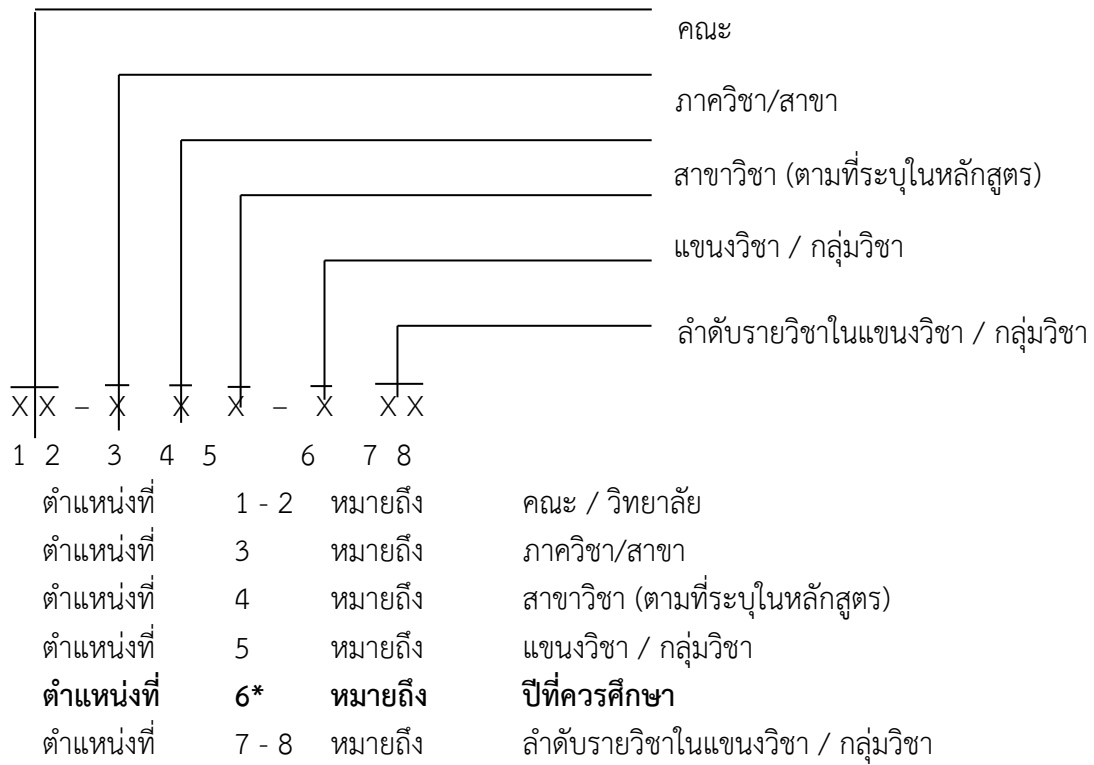 คณะ
ภาควิชา/สาขา
สาขาวิชา (ตามที่ระบุในหลักสูตร)
แขนงวิชา / กลุ่มวิชา
ลำดับรายวิชาในแขนงวิชา / กลุ่มวิชา
X X – X X X – X X X
1 2 3 4 5 6 7 8
ตำแหน่งที่ 1 - 2 หมายถึง คณะ / วิทยาลัย
ตำแหน่งที่ 3 หมายถึง ภาควิชา/สาขา
ตำแหน่งที่ 4 หมายถึง สาขาวิชา (ตามที่ระบุในหลักสูตร)
ตำแหน่งที่ 5 หมายถึง แขนงวิชา / กลุ่มวิชา
ตำแหน่งที่ 6* หมายถึง ปีที่ควรศึกษา
ตำแหน่งที่ 7 - 8 หมายถึง ลำดับรายวิชาในแขนงวิชา / กลุ่มวิชา